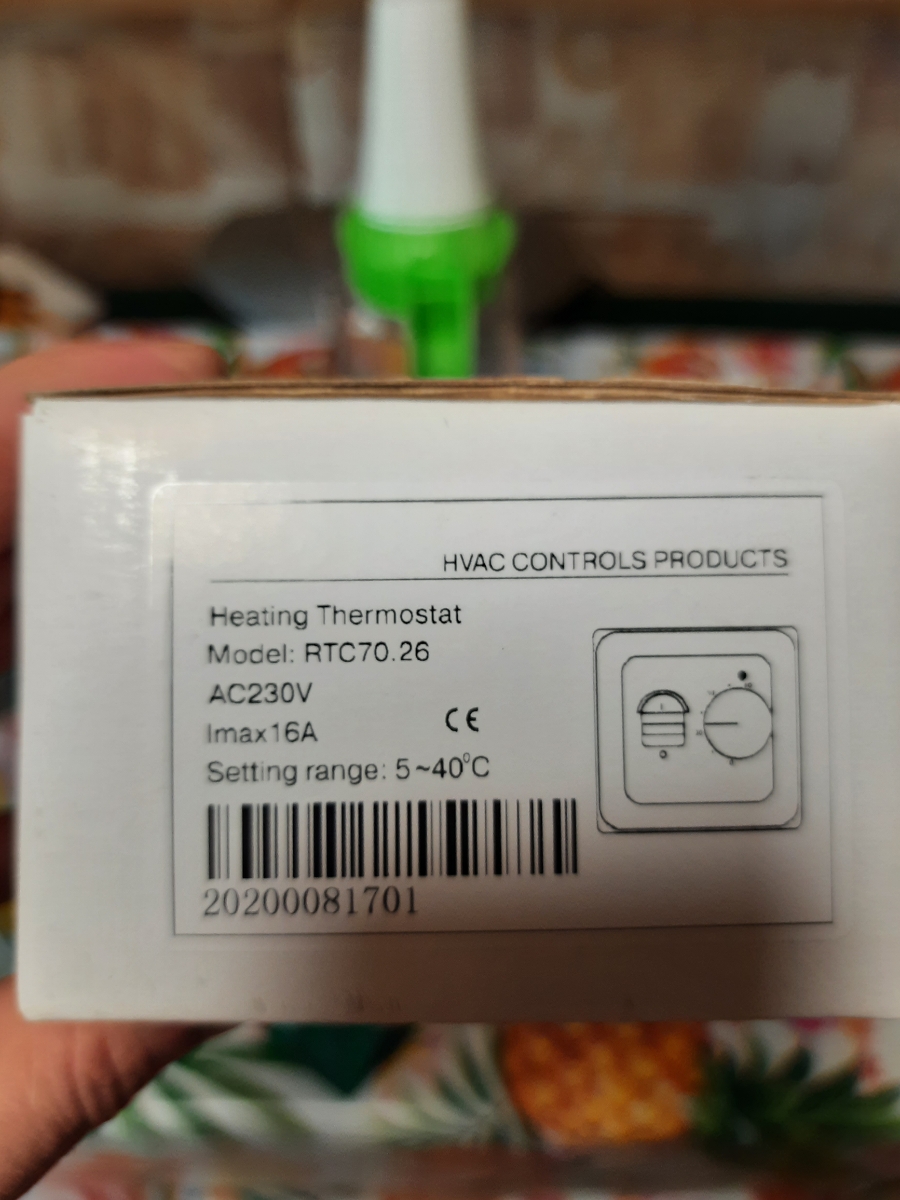 HVAC CONTROLS PRODUCTS
Heating Thermostat
Model: RTC70.26
AC230V
Imax16A
CE
Setting range: 5~40°C
20200081701